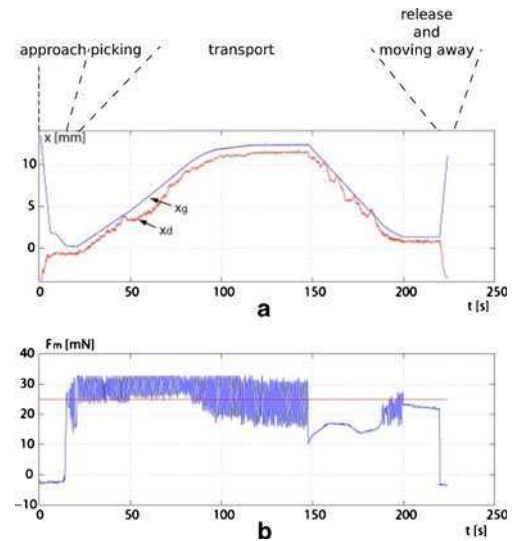 release
and
moving away
approach picking
transport
x [mm]
10
5
0
xg
xd
0
50
100
150
200
250
t [s]
a
Fm [mN]
40
30
20
10
0
-10
0
50
100
150
200
250
t [s]
b